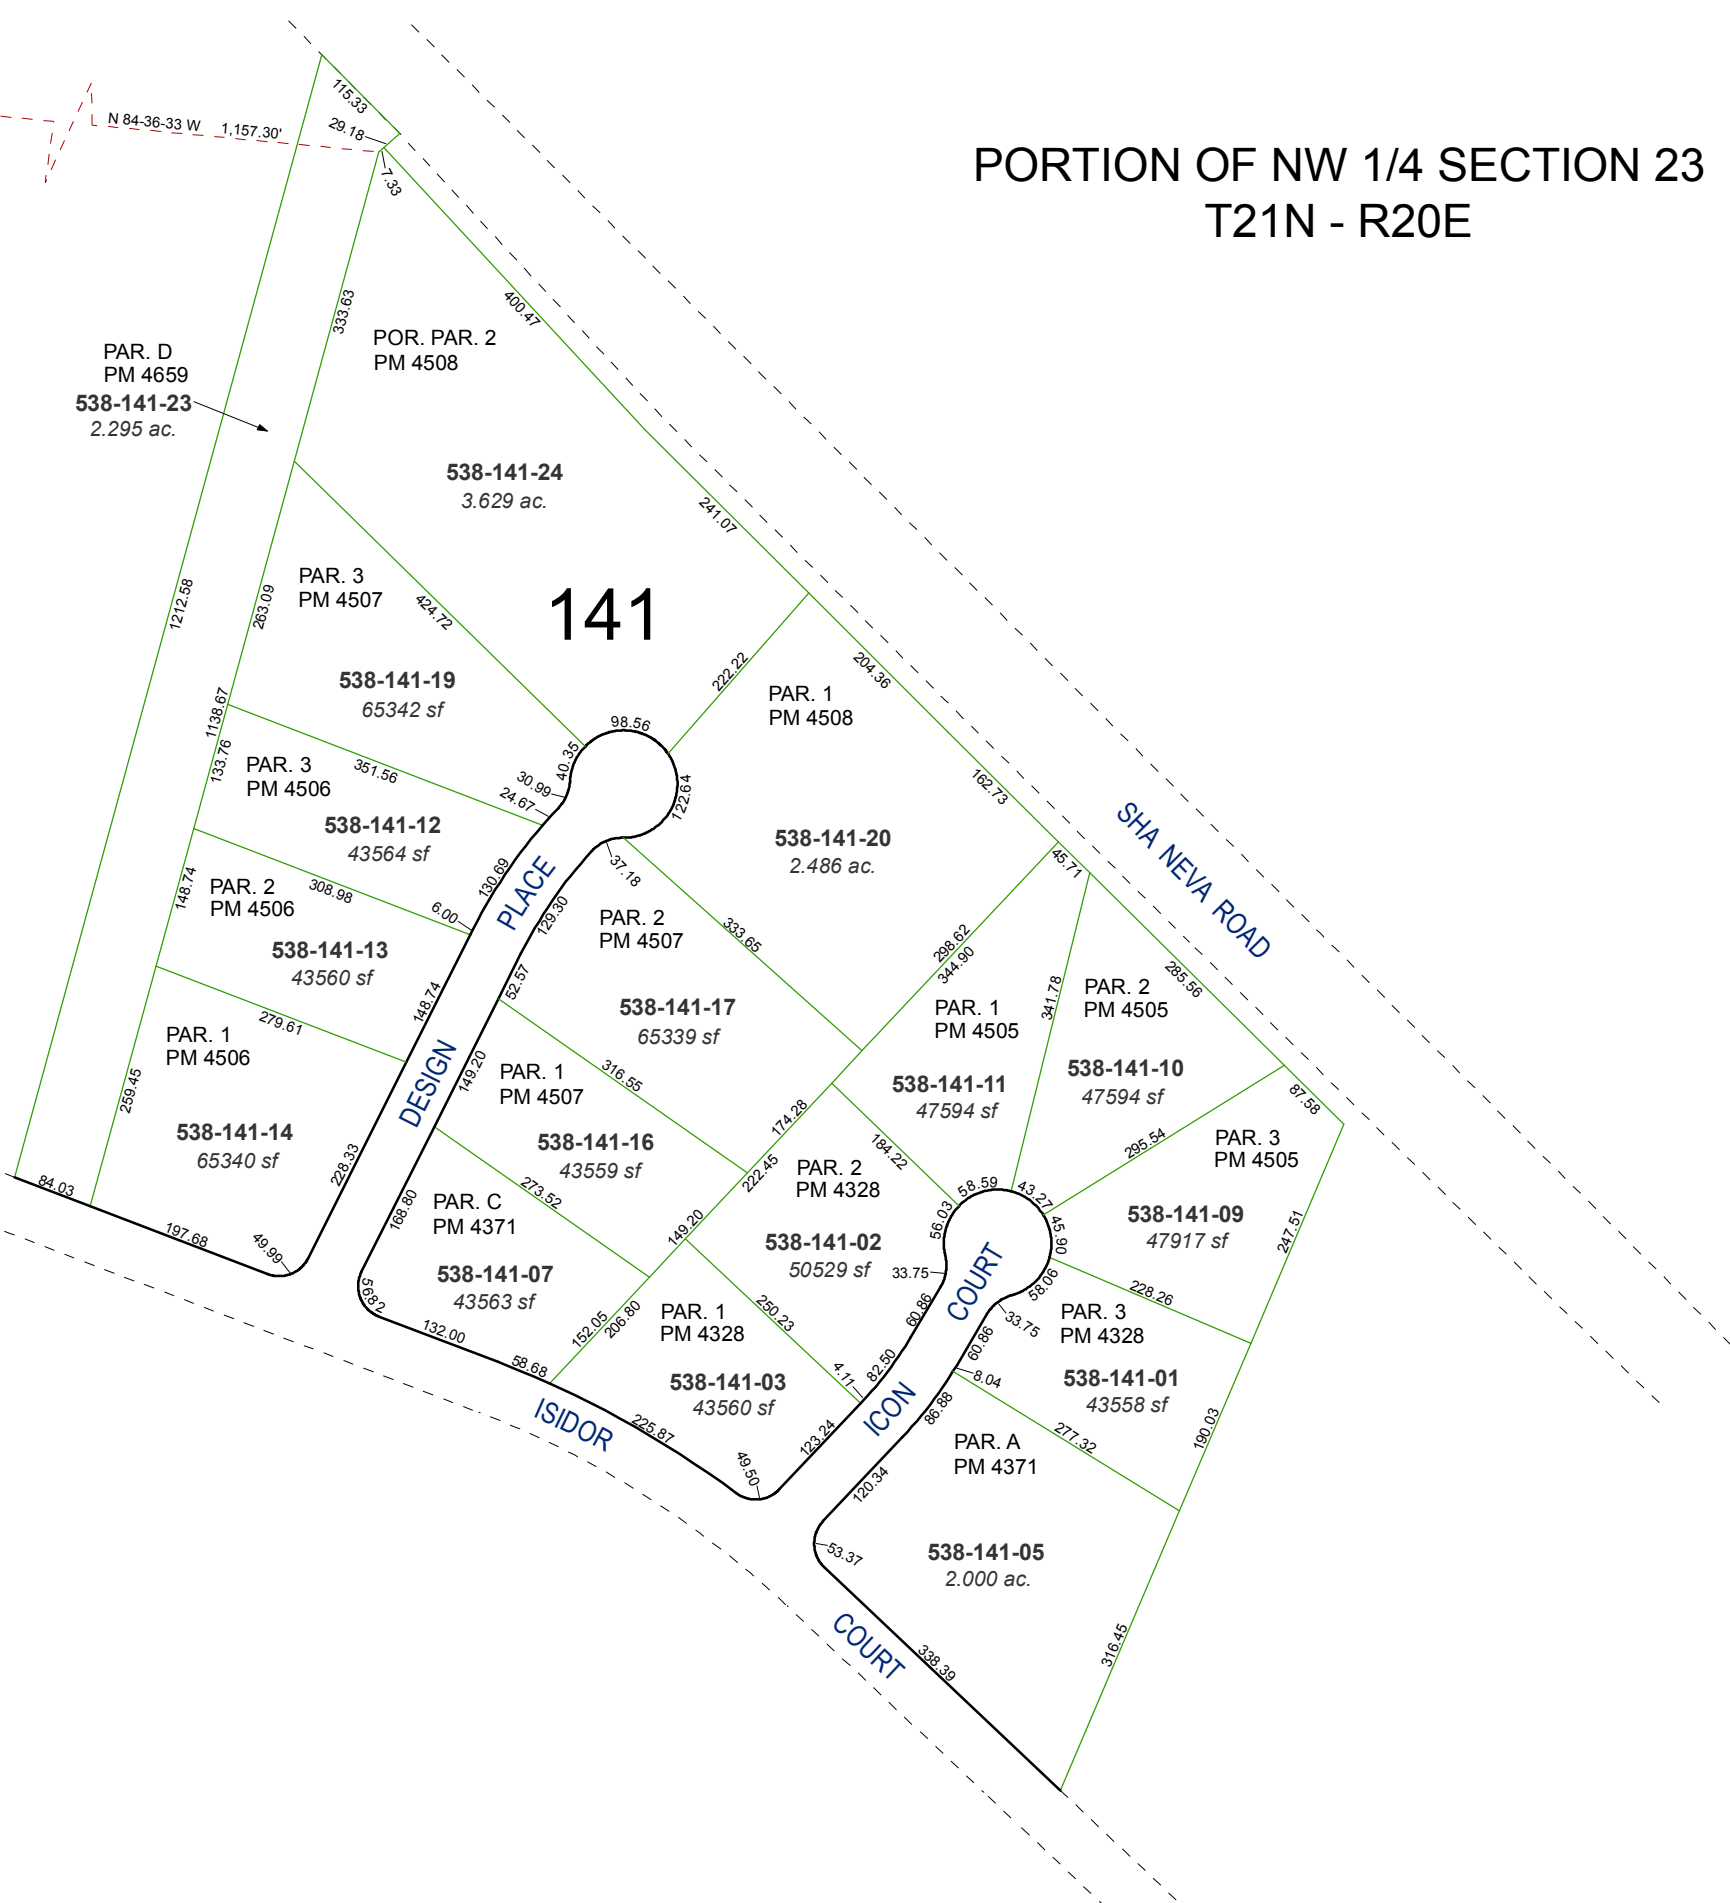 PORTION OF NW 1/4 SECTION 23
T21N - R20E
115.33
N 84-36-33 W 1,157.30'
29.18
7.33
333.63
400.47
POR. PAR. 2
PM 4508
PAR. D
PM 4659
538-141-23
2.295 ac.
538-141-24
3.629 ac.
241.07
1212.58
263.09
PAR. 3
PM 4507
424.72
141
222.22
204.36
538-141-19
65342 sf
PAR. 1
PM 4508
1138.67
133.76
98.56
40.35
30.99
24.67
122.64
162.73
PAR. 3
PM 4506
351.56
538-141-12
43564 sf
538-141-20
2.486 ac.
SHA NEVA ROAD
45.71
130.69
37.18
148.74
PAR. 2
PM 4506
308.98
6.00
PLACE
129.30
PAR. 2
PM 4507
333.65
298.62
344.90
538-141-13
43560 sf
52.57
285.56
148.74
341.78
PAR. 2
PM 4505
538-141-17
65339 sf
PAR. 1
PM 4505
279.61
PAR. 1
PM 4506
DESIGN
149.20
316.55
PAR. 1
PM 4507
538-141-11
47594 sf
538-141-10
47594 sf
259.45
174.28
87.58
538-141-14
65340 sf
228.33
538-141-16
43559 sf
222.45
184.22
295.54
PAR. 3
PM 4505
PAR. 2
PM 4328
84.03
197.68
49.99
168.80
PAR. C
PM 4371
273.52
149.20
58.59
43.27
56.03
45.90
538-141-09
47917 sf
247.51
538-141-02
50529 sf
33.75
COURT
58.06
228.26
538-141-07
43563 sf
56.82
132.00
58.68
152.05
206.80
PAR. 1
PM 4328
250.23
60.86
33.75
60.86
PAR. 3
PM 4328
538-141-03
43560 sf
4.11
82.50
8.04
538-141-01
43558 sf
ISIDOR
225.87
123.24
ICON
86.88
277.32
190.03
PAR. A
PM 4371
49.50
120.34
53.37
538-141-05
2.000 ac.
COURT
338.39
316.45